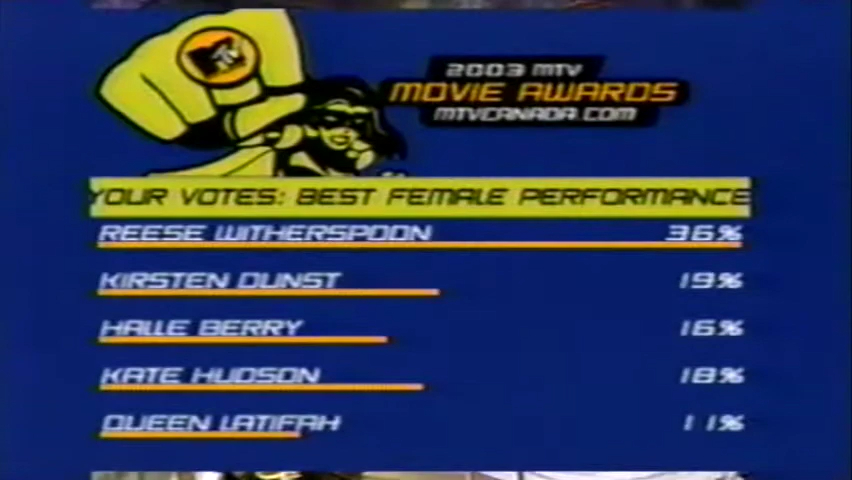 MTV
2003 MTV
MOVIE AWARDS
MTVCANADA.COM
YOUR VOTES: BEST FEMALE PERFORMANCE
REESE WITHERSPOON 36%
KIRSTEN DUNST 19%
HALLE BERRY 16%
KATE HUDSON 18%
QUEEN LATIFAH 11%